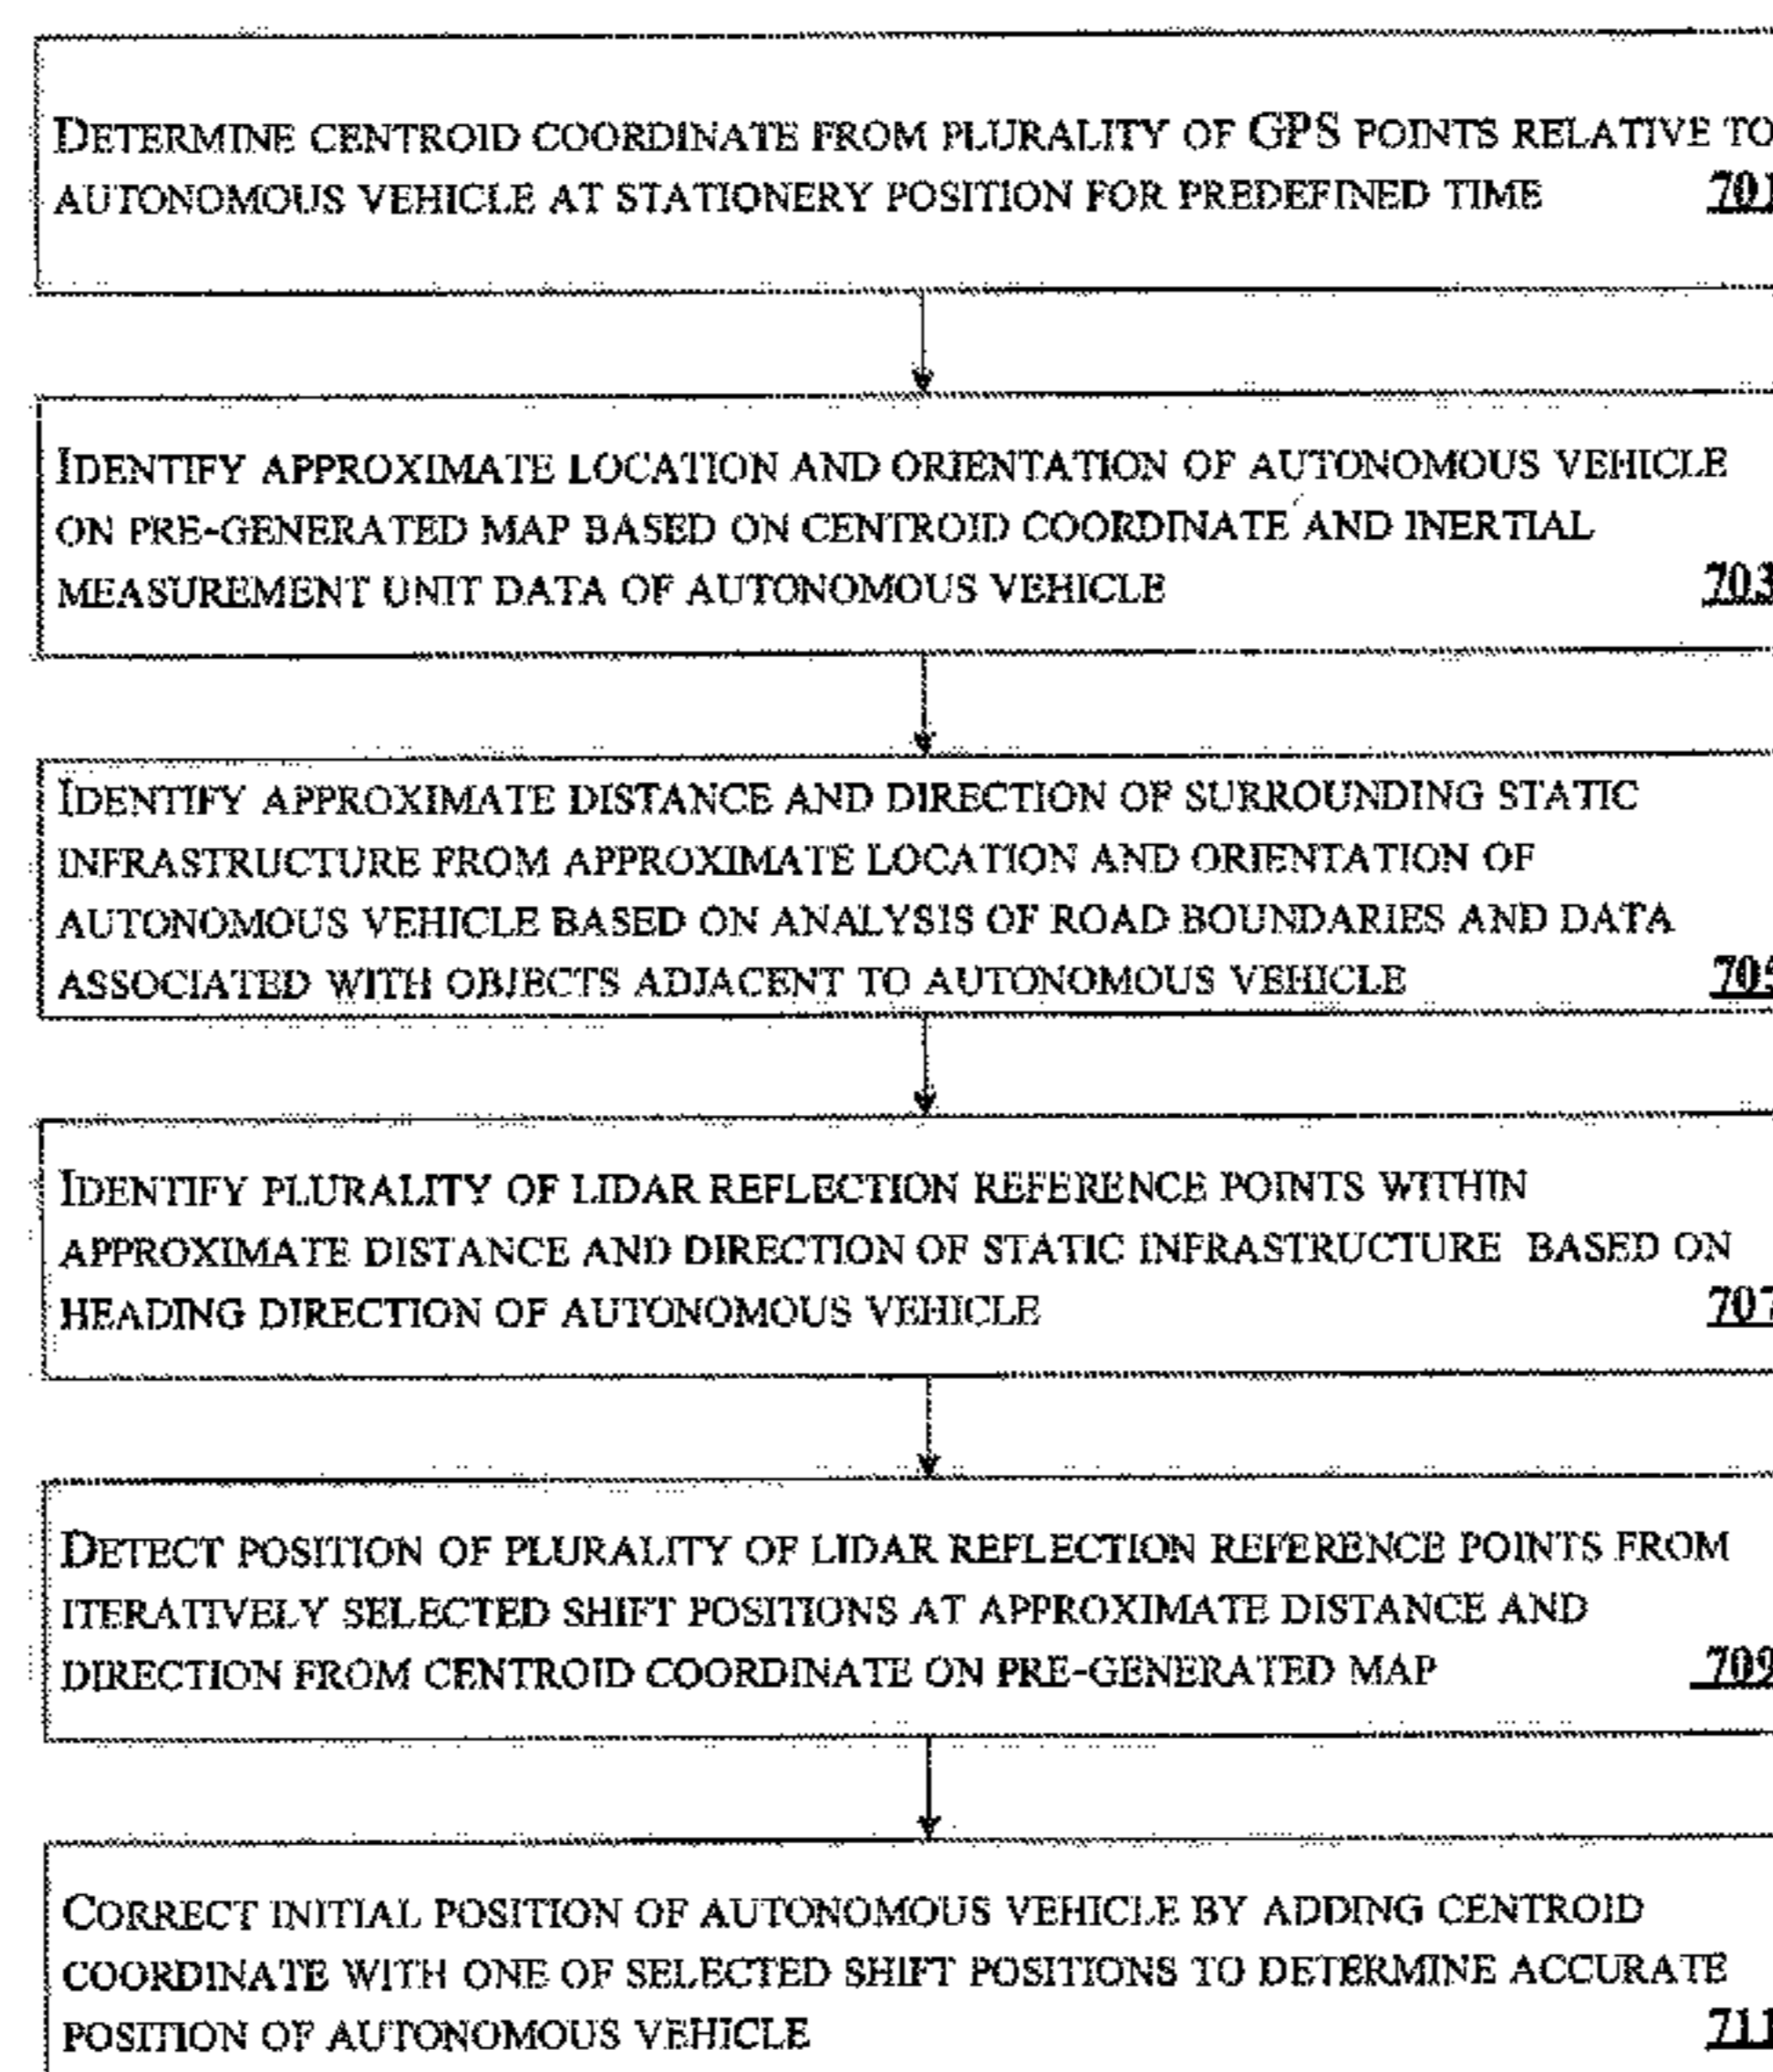 DETERMINE CENTROID COORDINATE FROM PLURALITY OF GPS POINTS RELATIVE TO
AUTONOMOUS VEHICLE AT STATIONERY POSITION FOR PREDEFINED TIME 701
IDENTIFY APPROXIMATE LOCATION AND ORIENTATION OF AUTONOMOUS VEHICLE
ON PRE-GENERATED MAP BASED ON CENTROID COORDINATE AND INERTIAL
MEASUREMENT UNIT DATA OF AUTONOMOUS VEHICLE 703
IDENTIFY APPROXIMATE DISTANCE AND DIRECTION OF SURROUNDING STATIC
INFRASTRUCTURE FROM APPROXIMATE LOCATION AND ORIENTATION OF
AUTONOMOUS VEHICLE BASED ON ANALYSIS OF ROAD BOUNDARIES AND DATA
ASSOCIATED WITH OBJECTS ADJACENT TO AUTONOMOUS VEHICLE 705
IDENTIFY PLURALITY OF LIDAR REFLECTION REFERENCE POINTS WITHIN
APPROXIMATE DISTANCE AND DIRECTION OF STATIC INFRASTRUCTURE BASED ON
HEADING DIRECTION OF AUTONOMOUS VEHICLE 707
DETECT POSITION OF PLURALITY OF LIDAR REFLECTION REFERENCE POINTS FROM
ITERATIVELY SELECTED SHIFT POSITIONS AT APPROXIMATE DISTANCE AND
DIRECTION FROM CENTROID COORDINATE ON PRE-GENERATED MAP 709
CORRECT INITIAL POSITION OF AUTONOMOUS VEHICLE BY ADDING CENTROID
COORDINATE WITH ONE OF SELECTED SHIFT POSITIONS TO DETERMINE ACCURATE
POSITION OF AUTONOMOUS VEHICLE 711